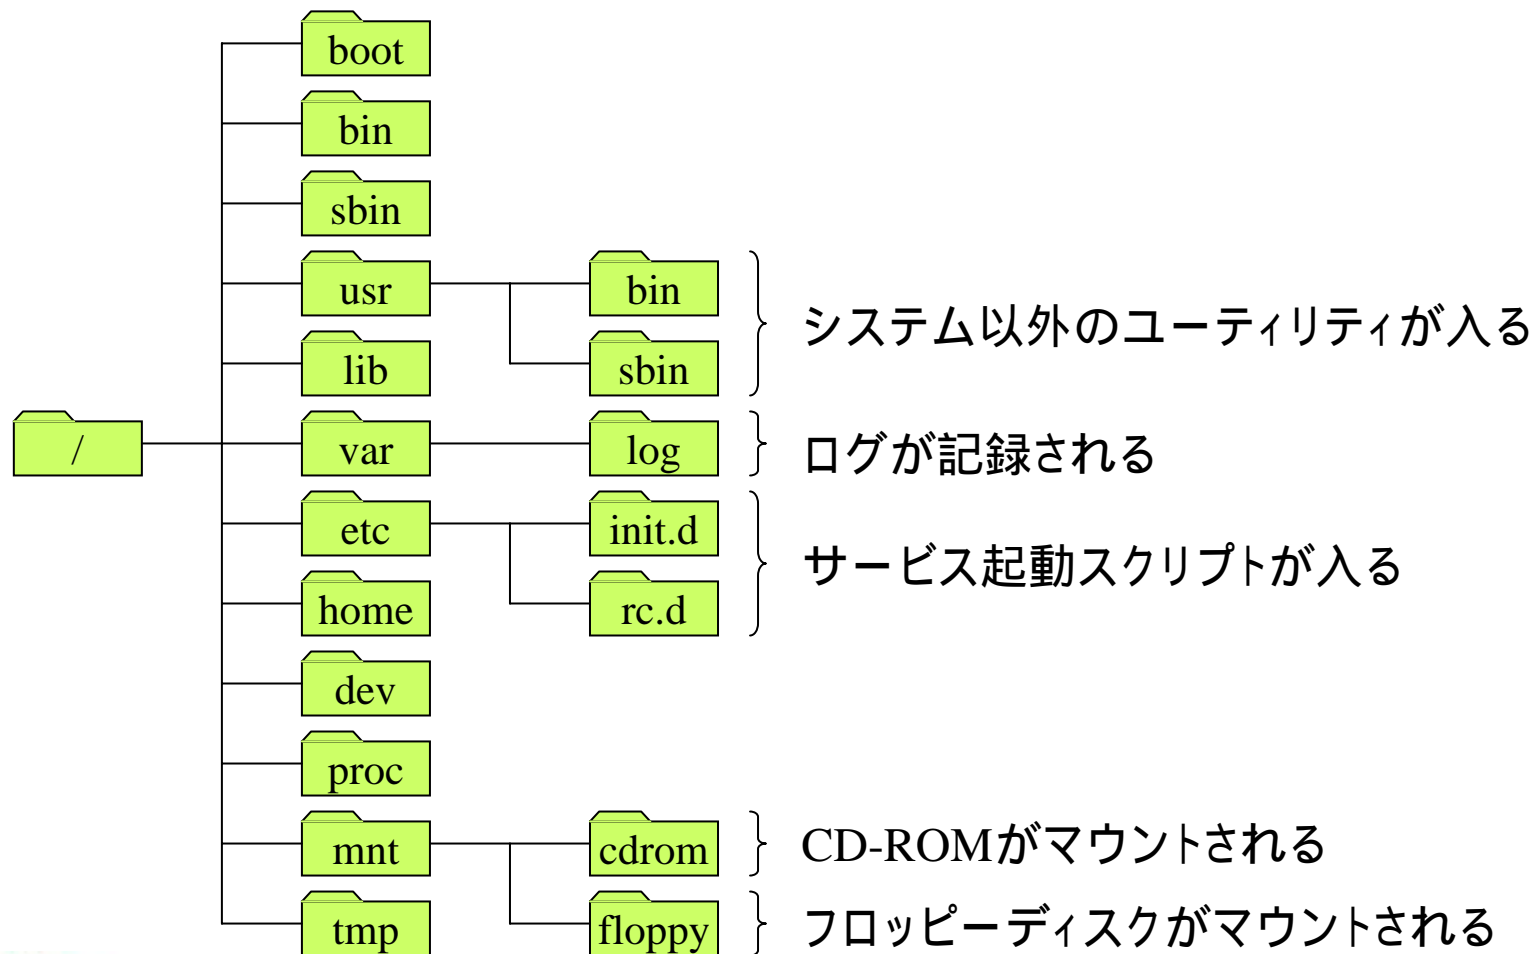 boot
bin
sbin
usr
bin
システム以外のユーティリティが入る
lib
sbin
/
var
log
ログが記録される
etc
init.d
サービス起動スクリプトが入る
home
rc.d
dev
proc
mnt
cdrom
CD-ROMがマウントされる
tmp
floppy
フロッピーディスクがマウントされる